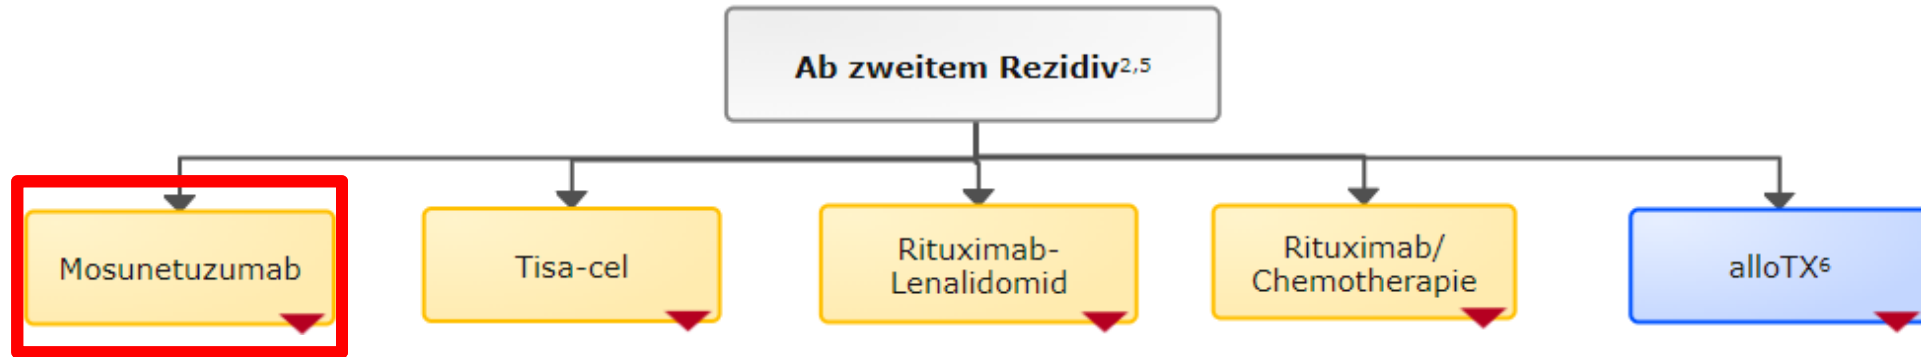 Ab zweitem Rezidiv2,5
Mosunetuzumab
Tisa-cel
Rituximab-
Lenalidomid
Rituximab/
Chemotherapie
alloTX6